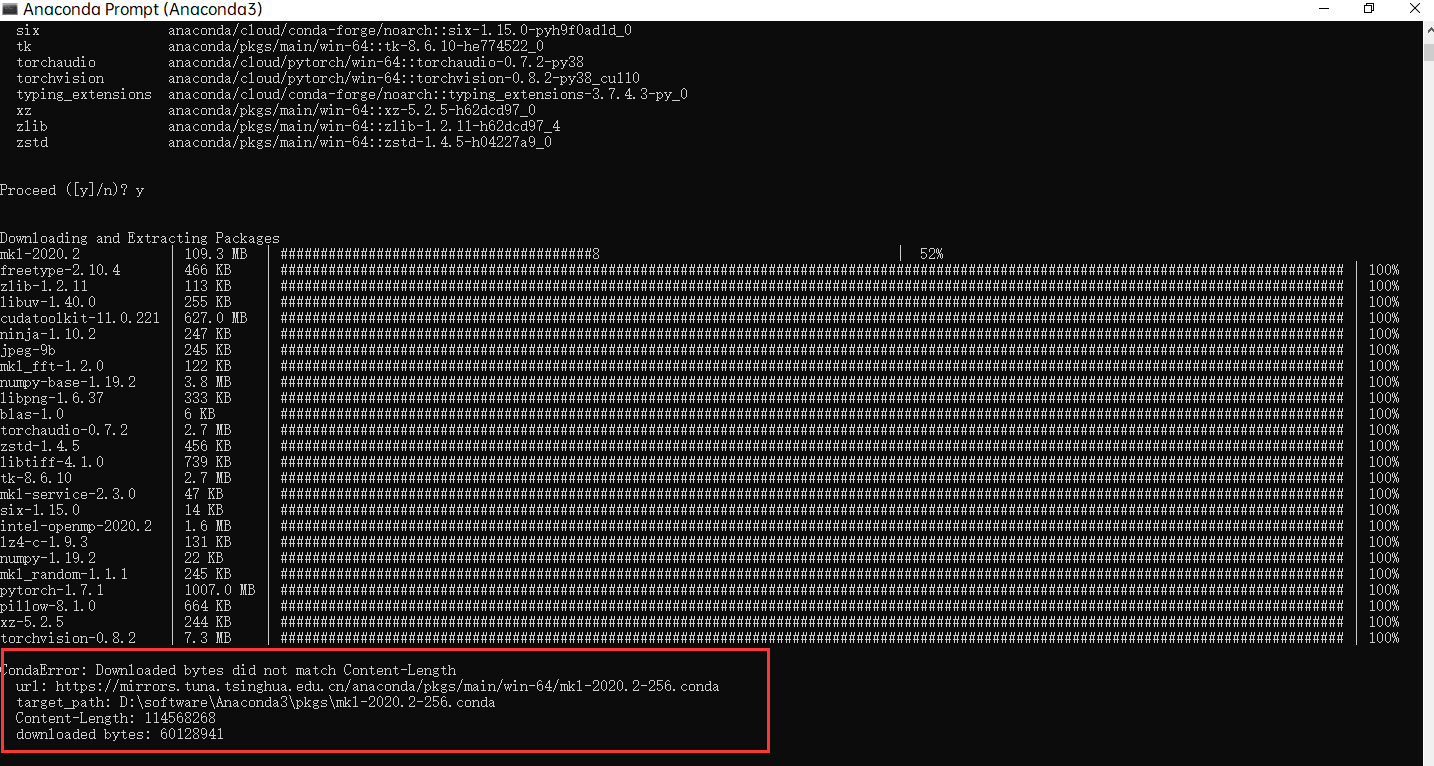 Anaconda Prompt (Anaconda3)
six anaconda/cloud/conda-forge/noarch::six-1.15.0-pyh9f0ad1d_0
tk anaconda/pkgs/main/win-64::tk-8.6.10-he774522_0
torchaudio anaconda/cloud/pytorch/win-64::torchaudio-0.7.2-py38
torchvision anaconda/cloud/pytorch/win-64::torchvision-0.8.2-py38_cu110
typing_extensions anaconda/cloud/conda-forge/noarch::typing_extensions-3.7.4.3-py_0
xz anaconda/pkgs/main/win-64::xz-5.2.5-h62dcd97_0
zlib anaconda/pkgs/main/win-64::zlib-1.2.11-h62dcd97_4
zstd anaconda/pkgs/main/win-64::zstd-1.4.5-h04227a9_0
Proceed ([y]/n)? y
Downloading and Extracting Packages
mkl-2020.2 | 109.3 MB | #######################################8 | 52%
freetype-2.10.4 | 466 KB | ##################################################################################################################################### | 100%
zlib-1.2.11 | 113 KB | ##################################################################################################################################### | 100%
libuv-1.40.0 | 255 KB | ##################################################################################################################################### | 100%
cudatoolkit-11.0.221 | 627.0 MB | ##################################################################################################################################### | 100%
ninja-1.10.2 | 247 KB | ##################################################################################################################################### | 100%
jpeg-9b | 245 KB | ##################################################################################################################################### | 100%
mkl_fft-1.2.0 | 122 KB | ##################################################################################################################################### | 100%
numpy-base-1.19.2 | 3.8 MB | ##################################################################################################################################### | 100%
libpng-1.6.37 | 333 KB | ##################################################################################################################################### | 100%
blas-1.0 | 6 KB | ##################################################################################################################################### | 100%
torchaudio-0.7.2 | 2.7 MB | ##################################################################################################################################### | 100%
zstd-1.4.5 | 456 KB | ##################################################################################################################################### | 100%
libtiff-4.1.0 | 739 KB | ##################################################################################################################################### | 100%
tk-8.6.10 | 2.7 MB | ##################################################################################################################################### | 100%
mkl-service-2.3.0 | 47 KB | ##################################################################################################################################### | 100%
six-1.15.0 | 14 KB | ##################################################################################################################################### | 100%
intel-openmp-2020.2 | 1.6 MB | ##################################################################################################################################### | 100%
lz4-c-1.9.3 | 131 KB | ##################################################################################################################################### | 100%
numpy-1.19.2 | 22 KB | ##################################################################################################################################### | 100%
mkl_random-1.1.1 | 245 KB | ##################################################################################################################################### | 100%
pytorch-1.7.1 | 1007.0 MB | ##################################################################################################################################### | 100%
pillow-8.1.0 | 664 KB | ##################################################################################################################################### | 100%
xz-5.2.5 | 244 KB | ##################################################################################################################################### | 100%
torchvision-0.8.2 | 7.3 MB | ##################################################################################################################################### | 100%
CondaError: Downloaded bytes did not match Content-Length
url: https://mirrors.tuna.tsinghua.edu.cn/anaconda/pkgs/main/win-64/mkl-2020.2-256.conda
target_path: D:\software\Anaconda3\pkgs\mkl-2020.2-256.conda
Content-Length: 114568268
downloaded bytes: 60128941